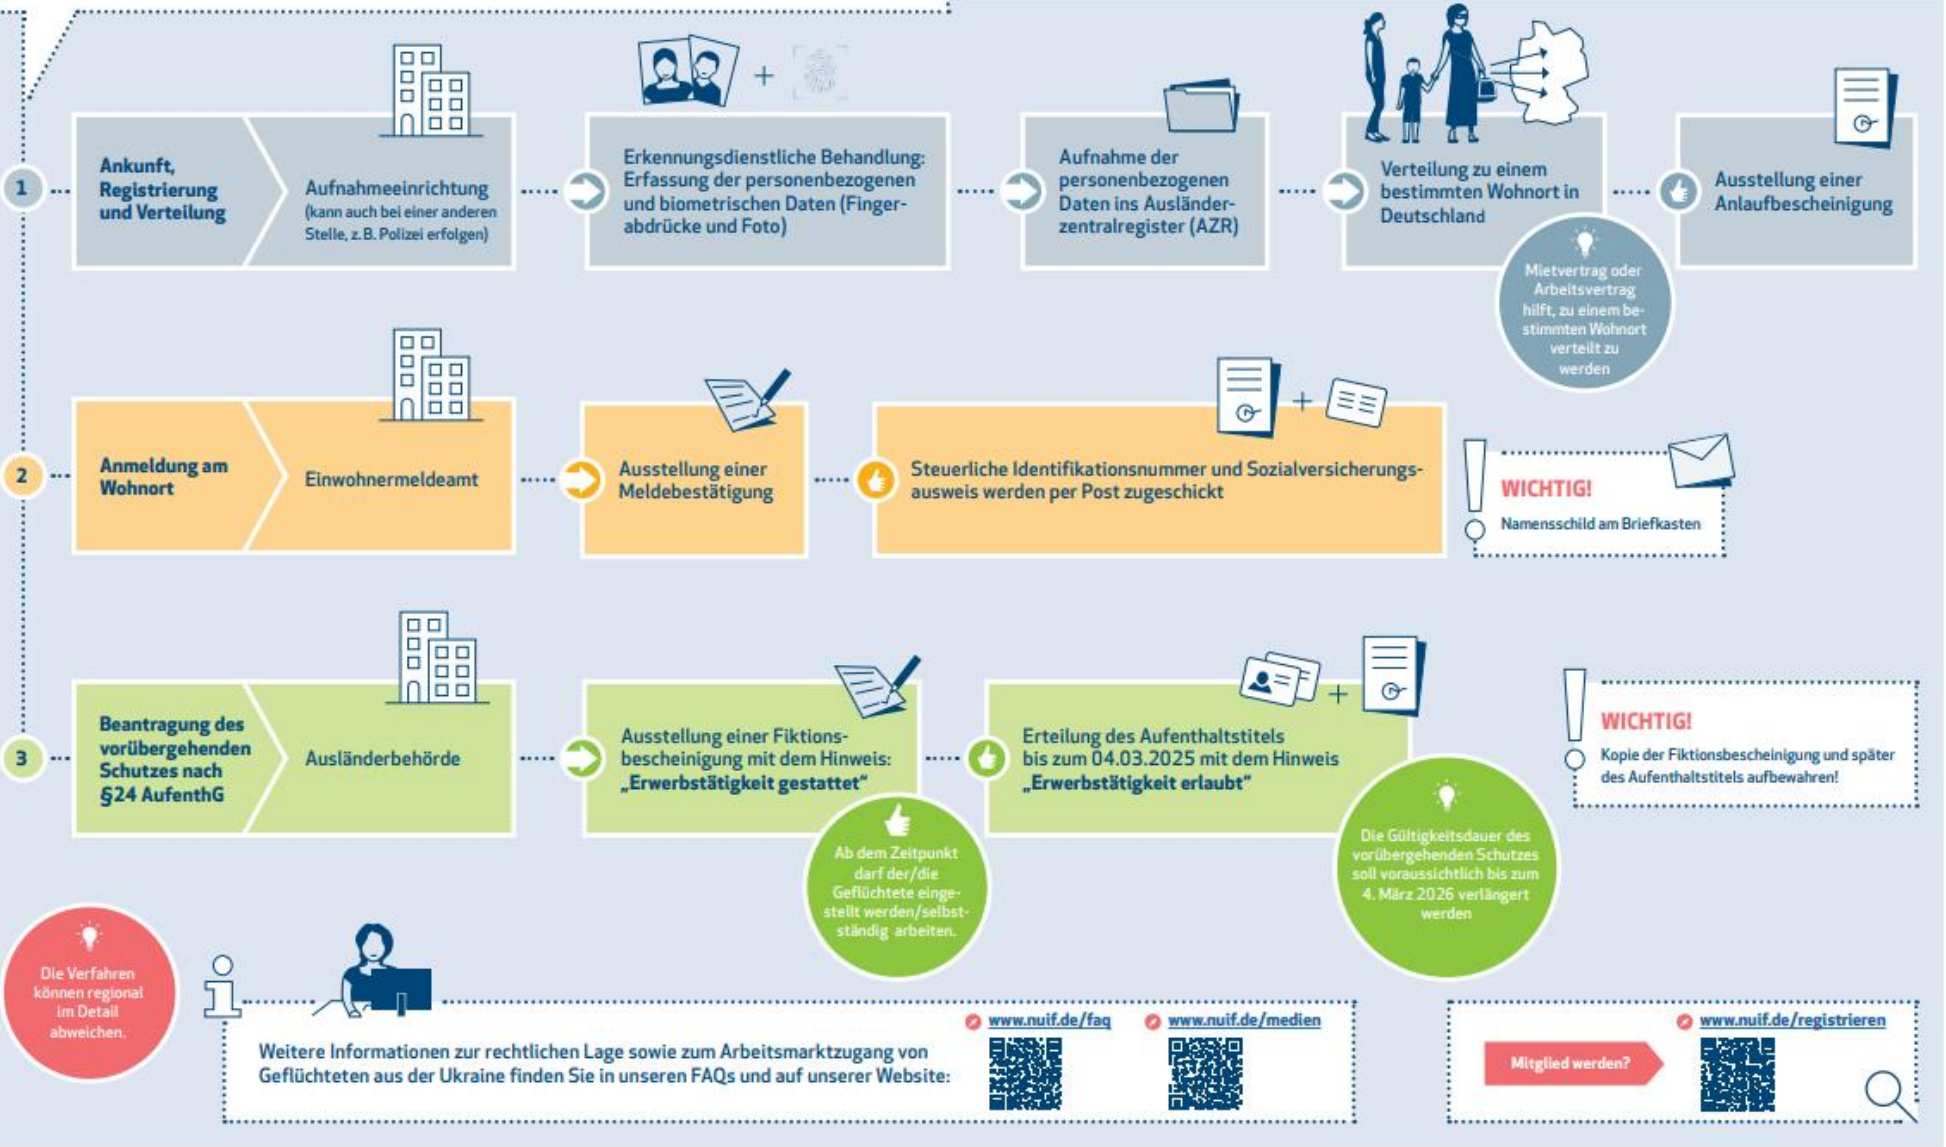 1
Ankunft,
Registrierung
und Verteilung
Aufnahmeeinrichtung
(kann auch bei einer anderen
Stelle, z.B. Polizei erfolgen)
Erkennungsdienstliche Behandlung:
Erfassung der personenbezogenen
und biometrischen Daten (Finger-
abdrücke und Foto)
Aufnahme der
personenbezogenen
Daten ins Ausländer-
zentralregister (AZR)
Verteilung zu einem
bestimmten Wohnort in
Deutschland
Mietvertrag oder
Arbeitsvertrag
hilft, zu einem be-
stimmten Wohnort
verteilt zu
werden
Ausstellung einer
Anlaufbescheinigung
2
Anmeldung am
Wohnort
Einwohnermeldeamt
Ausstellung einer
Meldebestätigung
Steuerliche Identifikationsnummer und Sozialversicherungs-
ausweis werden per Post zugeschickt
WICHTIG!
Namensschild am Briefkasten
3
Beantragung des
vorübergehenden
Schutzes nach
§24 AufenthG
Ausländerbehörde
Ausstellung einer Fiktions-
bescheinigung mit dem Hinweis:
„Erwerbstätigkeit gestattet“
Ab dem Zeitpunkt
darf der/die
Geflüchtete einge-
stellt werden/selbst-
ständig arbeiten.
Erteilung des Aufenthaltstitels
bis zum 04.03.2025 mit dem Hinweis
„Erwerbstätigkeit erlaubt“
Die Gültigkeitsdauer des
vorübergehenden Schutzes
soll voraussichtlich bis zum
4. März 2026 verlängert
werden
WICHTIG!
Kopie der Fiktionsbescheinigung und später
des Aufenthaltstitels aufbewahren!
Die Verfahren
können regional
im Detail
abweichen.
Weitere Informationen zur rechtlichen Lage sowie zum Arbeitsmarktzugang von
Geflüchteten aus der Ukraine finden Sie in unseren FAQs und auf unserer Website:
www.nuif.de/faq
www.nuif.de/medien
Mitglied werden?
www.nuif.de/registrieren